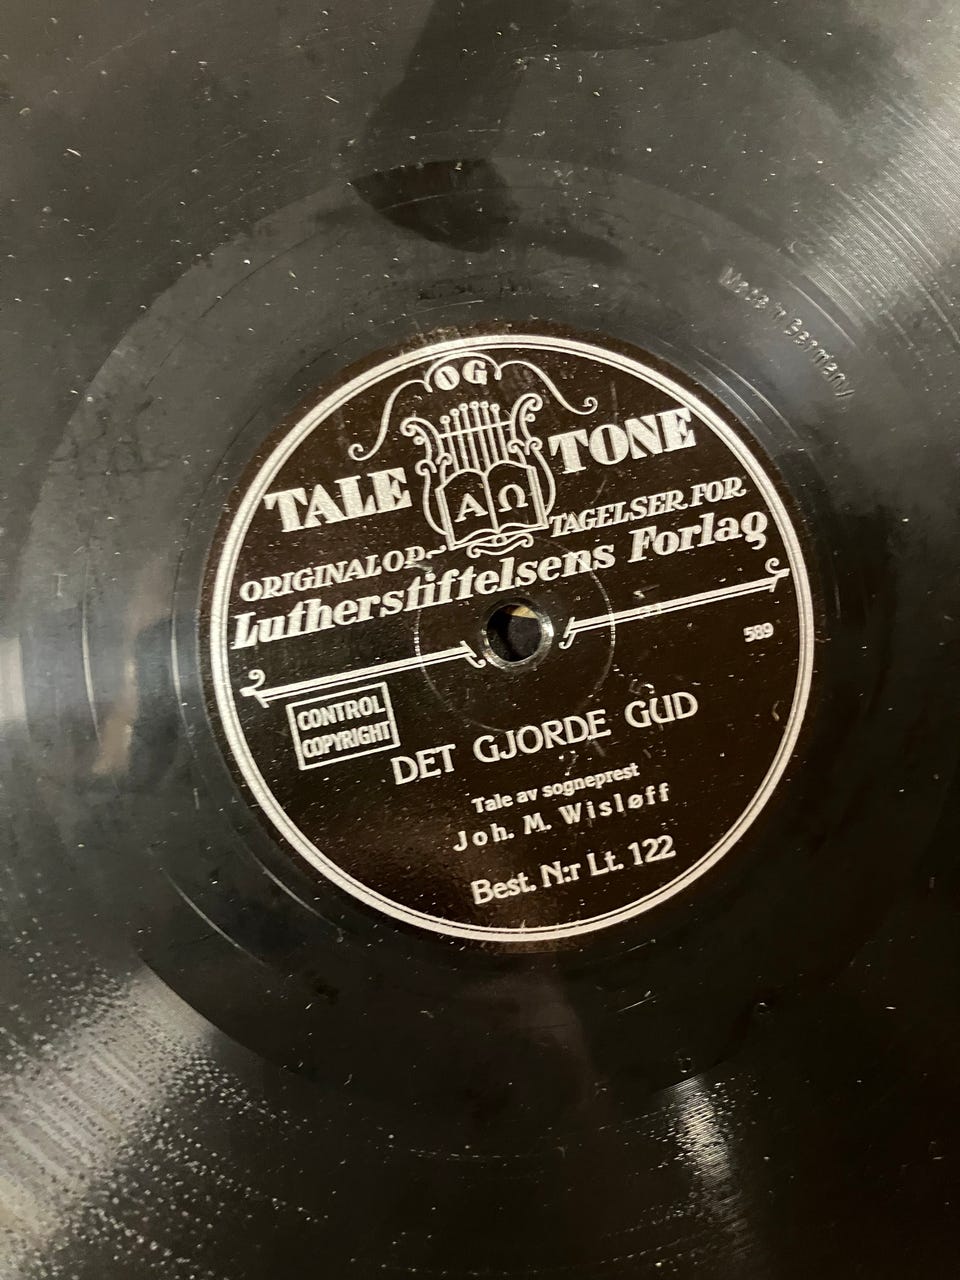 TALE OG TONE
A Ω
ORIGINALOP-TAGELSER FOR
Lutherstiftelsens Forlag
589
CONTROL
COPYRIGHT
DET GJORDE GUD
Tale av sogneprest
Joh. M. Wisløff
Best. N:r Lt. 122
Made in Germany